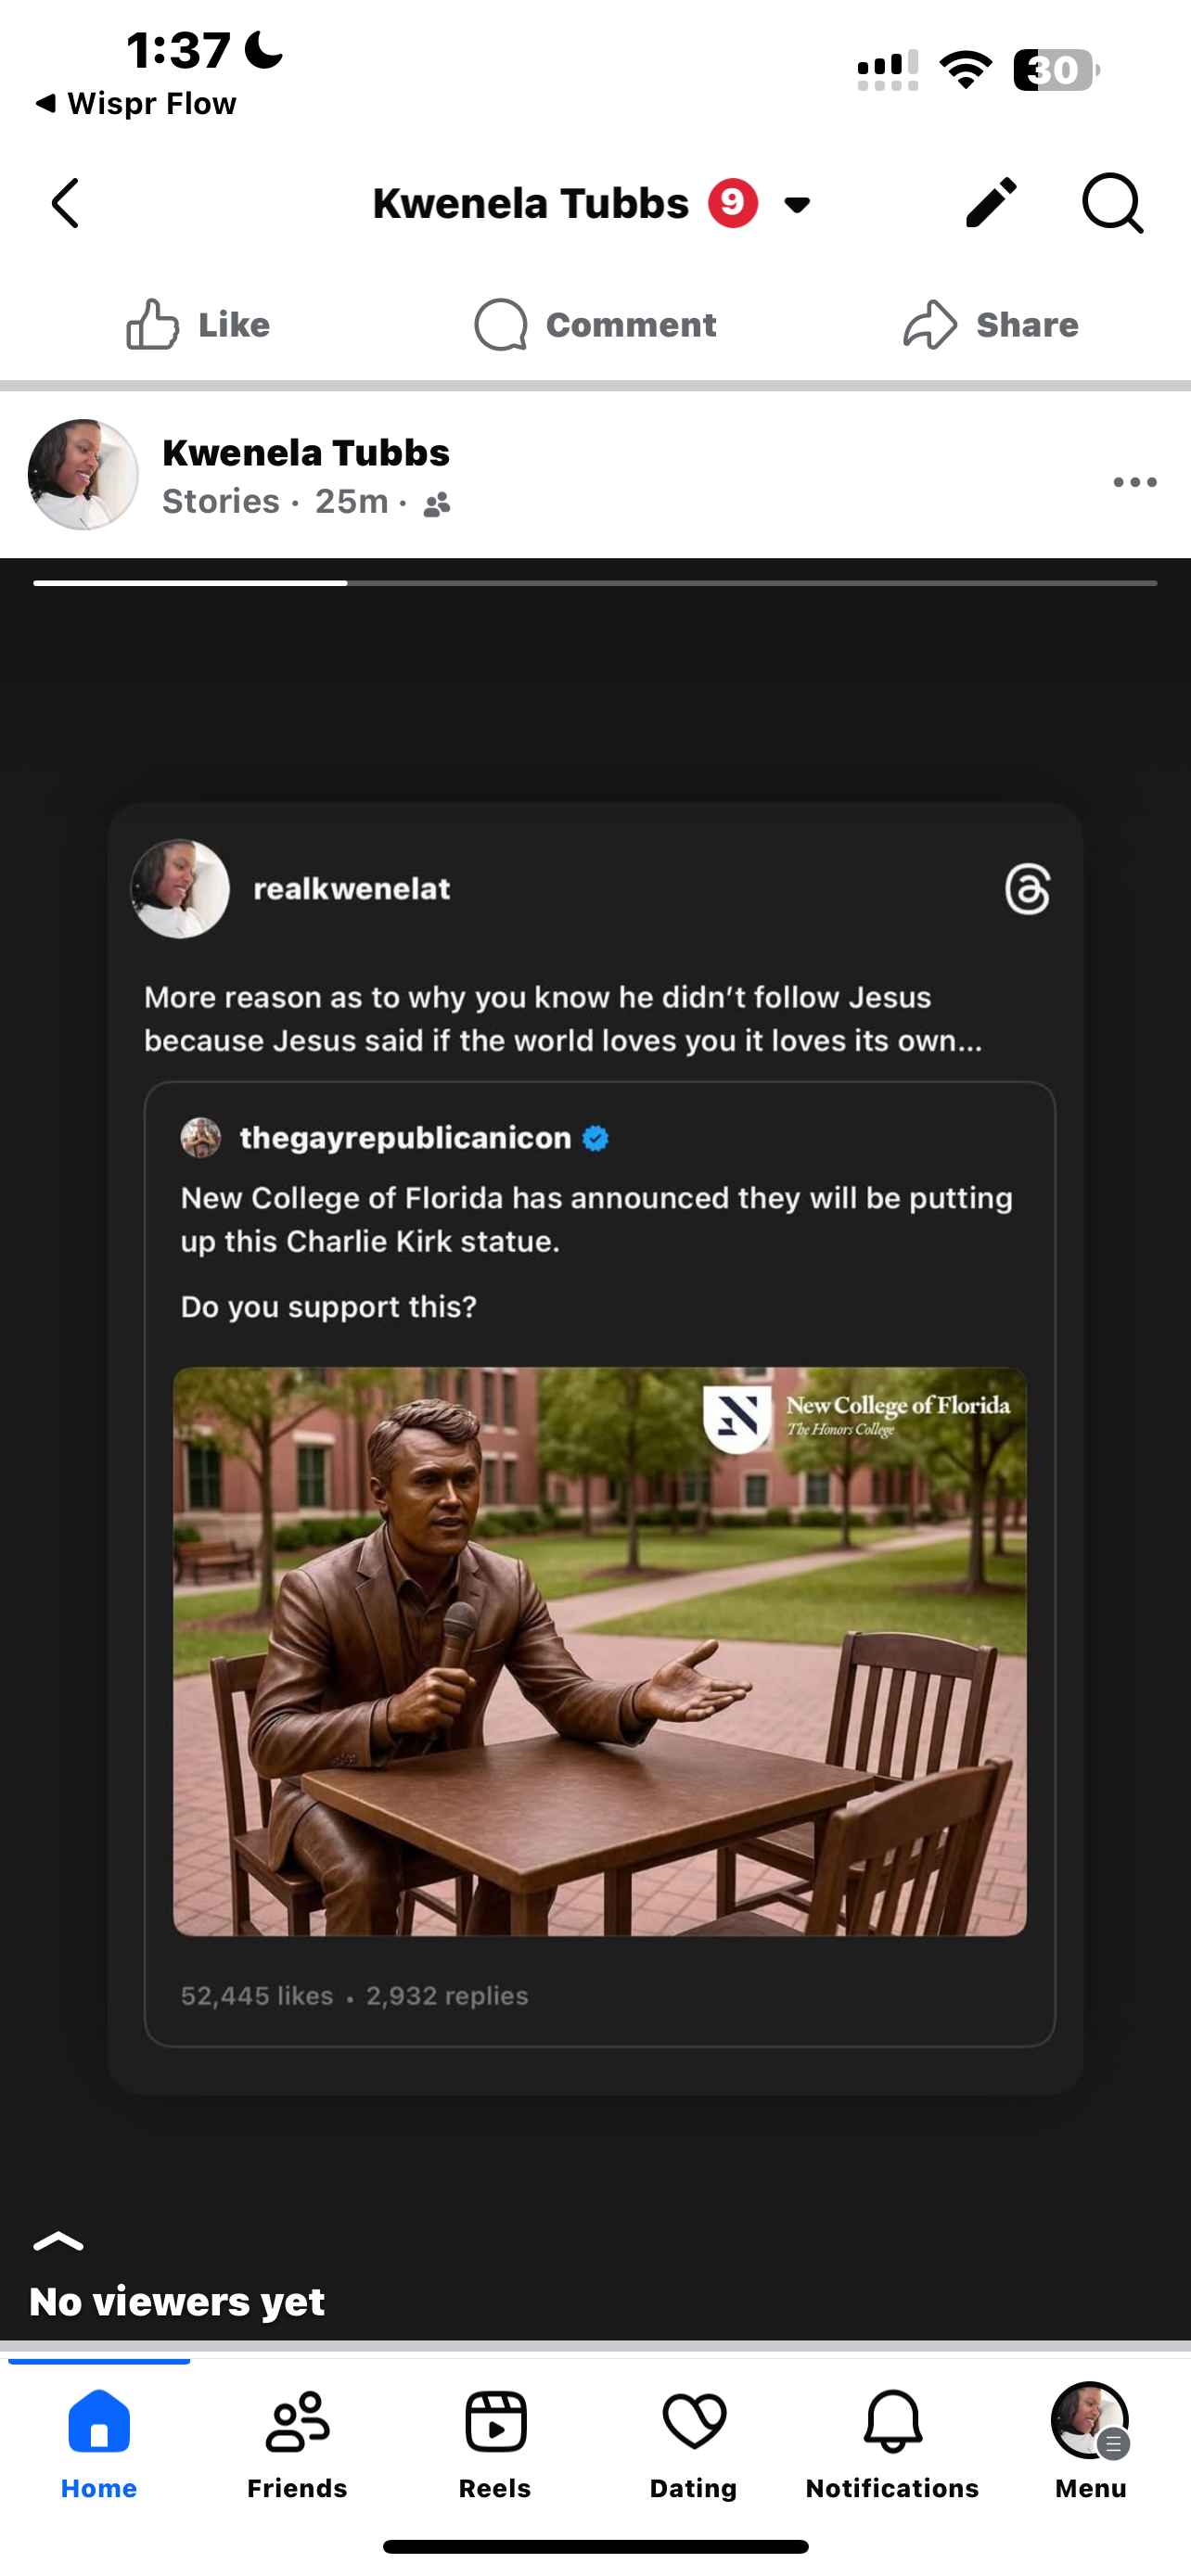 1:37
30
◀ Wispr Flow
Kwenela Tubbs 9
Like Comment Share
Kwenela Tubbs
Stories · 25m ·
realkwenelat
More reason as to why you know he didn’t follow Jesus
because Jesus said if the world loves you it loves its own...
thegayrepublicanicon
New College of Florida has announced they will be putting
up this Charlie Kirk statue.
Do you support this?
N New College of Florida
The Honors College
52,445 likes · 2,932 replies
No viewers yet
Home Friends Reels Dating Notifications Menu